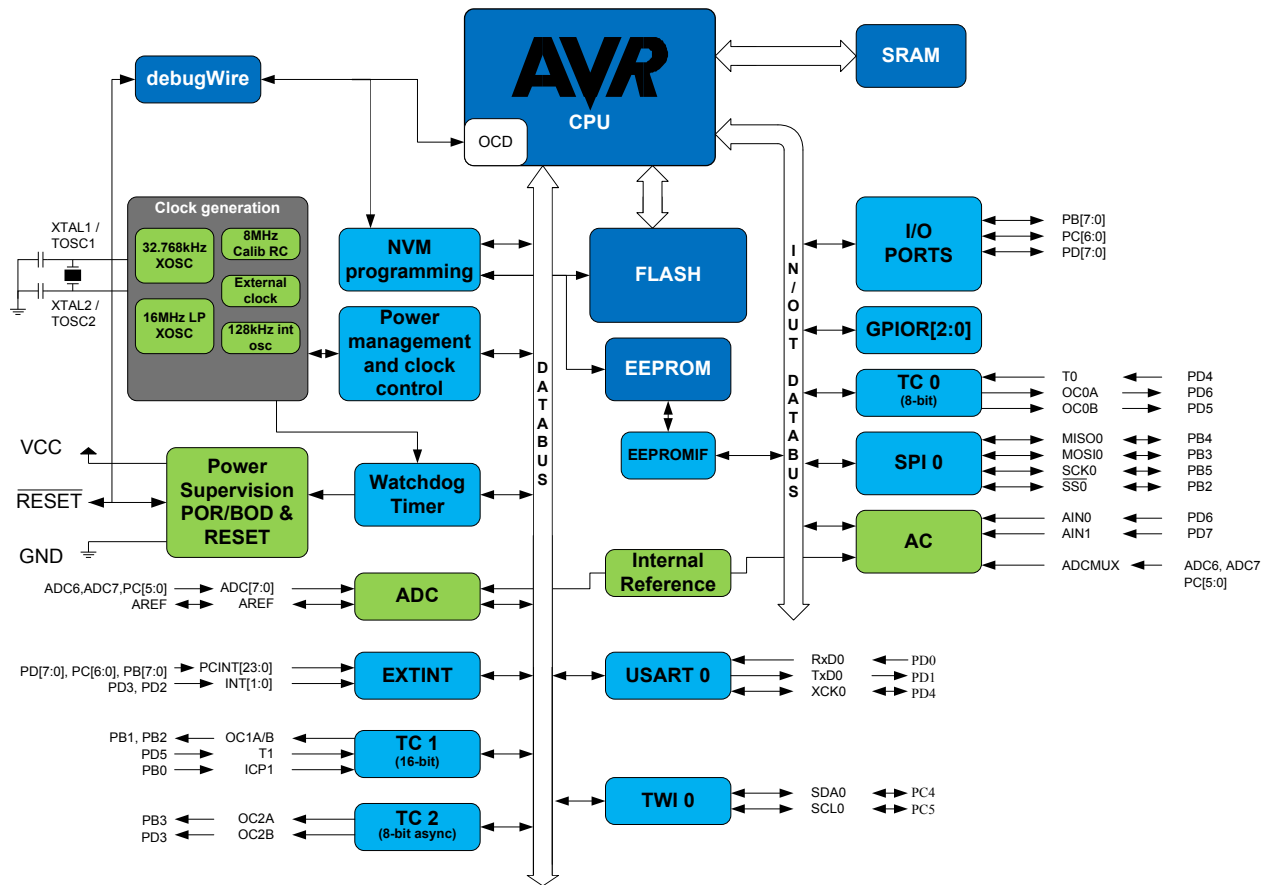 AVR
CPU
OCD
SRAM
debugWire
Clock generation
XTAL1 /
TOSC1
XTAL2 /
TOSC2
32.768kHz
XOSC
8MHz
Calib RC
External
clock
16MHz LP
XOSC
128kHz int
osc
NVM
programming
Power
management
and clock
control
FLASH
EEPROM
EEPROMIF
DATABUS
IN/OUT DATABUS
I/O
PORTS
PB[7:0]
PC[6:0]
PD[7:0]
GPIOR[2:0]
TC 0
(8-bit)
T0 PD4
OC0A PD6
OC0B PD5
SPI 0
MISO0 PB4
MOSI0 PB3
SCK0 PB5
SS0 PB2
AC
AIN0 PD6
AIN1 PD7
ADCMUX ADC6, ADC7
PC[5:0]
VCC
RESET
GND
Power
Supervision
POR/BOD &
RESET
Watchdog
Timer
Internal
Reference
ADC6,ADC7,PC[5:0] ADC[7:0]
AREF AREF
ADC
PD[7:0], PC[6:0], PB[7:0] PCINT[23:0]
PD3, PD2 INT[1:0]
EXTINT
USART 0
RxD0 PD0
TxD0 PD1
XCK0 PD4
PB1, PB2 OC1A/B
PD5 T1
PB0 ICP1
TC 1
(16-bit)
TWI 0
SDA0 PC4
SCL0 PC5
PB3 OC2A
PD3 OC2B
TC 2
(8-bit async)